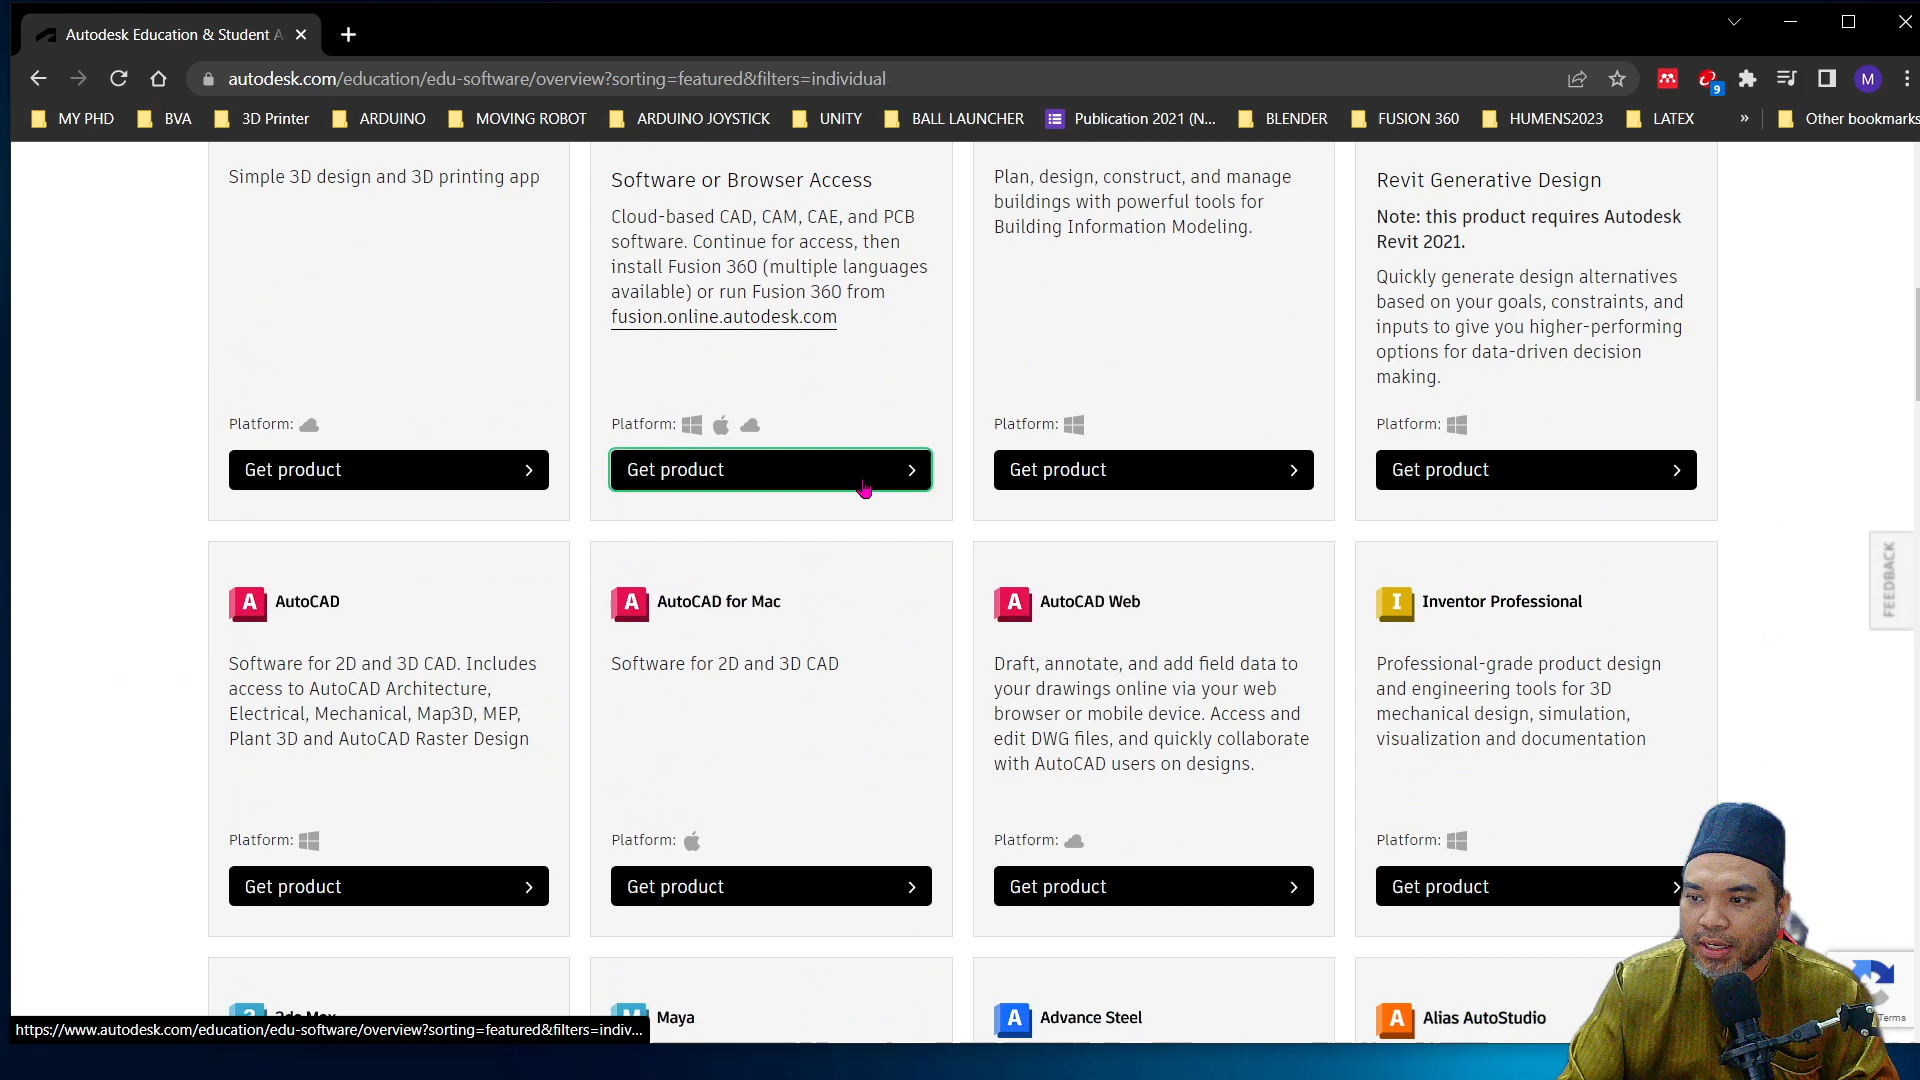 Autodesk Education & Student A
autodesk.com/education/edu-software/overview?sorting=featured&filters=individual
9
M
MY PHD
BVA
3D Printer
ARDUINO
MOVING ROBOT
ARDUINO JOYSTICK
UNITY
BALL LAUNCHER
Publication 2021 (N...
BLENDER
FUSION 360
HUMENS2023
LATEX
»
Other bookmarks
Simple 3D design and 3D printing app
Platform:
Get product
Software or Browser Access
Cloud-based CAD, CAM, CAE, and PCB
software. Continue for access, then
install Fusion 360 (multiple languages
available) or run Fusion 360 from
fusion.online.autodesk.com
Platform:
Get product
Plan, design, construct, and manage
buildings with powerful tools for
Building Information Modeling.
Platform:
Get product
Revit Generative Design
Note: this product requires Autodesk
Revit 2021.
Quickly generate design alternatives
based on your goals, constraints, and
inputs to give you higher-performing
options for data-driven decision
making.
Platform:
Get product
FEEDBACK
A AutoCAD
Software for 2D and 3D CAD. Includes
access to AutoCAD Architecture,
Electrical, Mechanical, Map3D, MEP,
Plant 3D and AutoCAD Raster Design
Platform:
Get product
A AutoCAD for Mac
Software for 2D and 3D CAD
Platform:
Get product
A AutoCAD Web
Draft, annotate, and add field data to
your drawings online via your web
browser or mobile device. Access and
edit DWG files, and quickly collaborate
with AutoCAD users on designs.
Platform:
Get product
I Inventor Professional
Professional-grade product design
and engineering tools for 3D
mechanical design, simulation,
visualization and documentation
Platform:
Get product
3ds Max
M Maya
A Advance Steel
A Alias AutoStudio
https://www.autodesk.com/education/edu-software/overview?sorting=featured&filters=indiv...
Terms